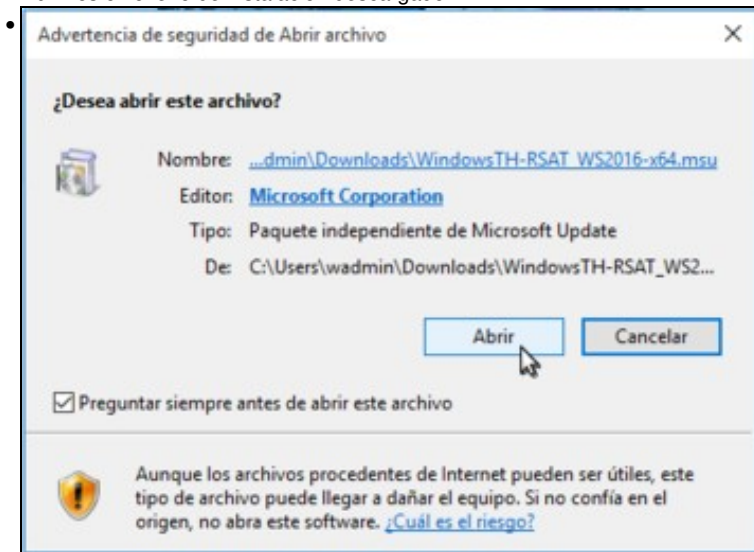 Advertencia de seguridad de Abrir archivo
¿Desea abrir este archivo?
Nombre: ...dmin\Downloads\WindowsTH-RSAT_WS2016-x64.msu
Editor: Microsoft Corporation
Tipo: Paquete independiente de Microsoft Update
De: C:\Users\wadmin\Downloads\WindowsTH-RSAT_WS2...
Abrir Cancelar
Preguntar siempre antes de abrir este archivo
Aunque los archivos procedentes de Internet pueden ser útiles, este
tipo de archivo puede llegar a dañar el equipo. Si no confía en el
origen, no abra este software. ¿Cuál es el riesgo?